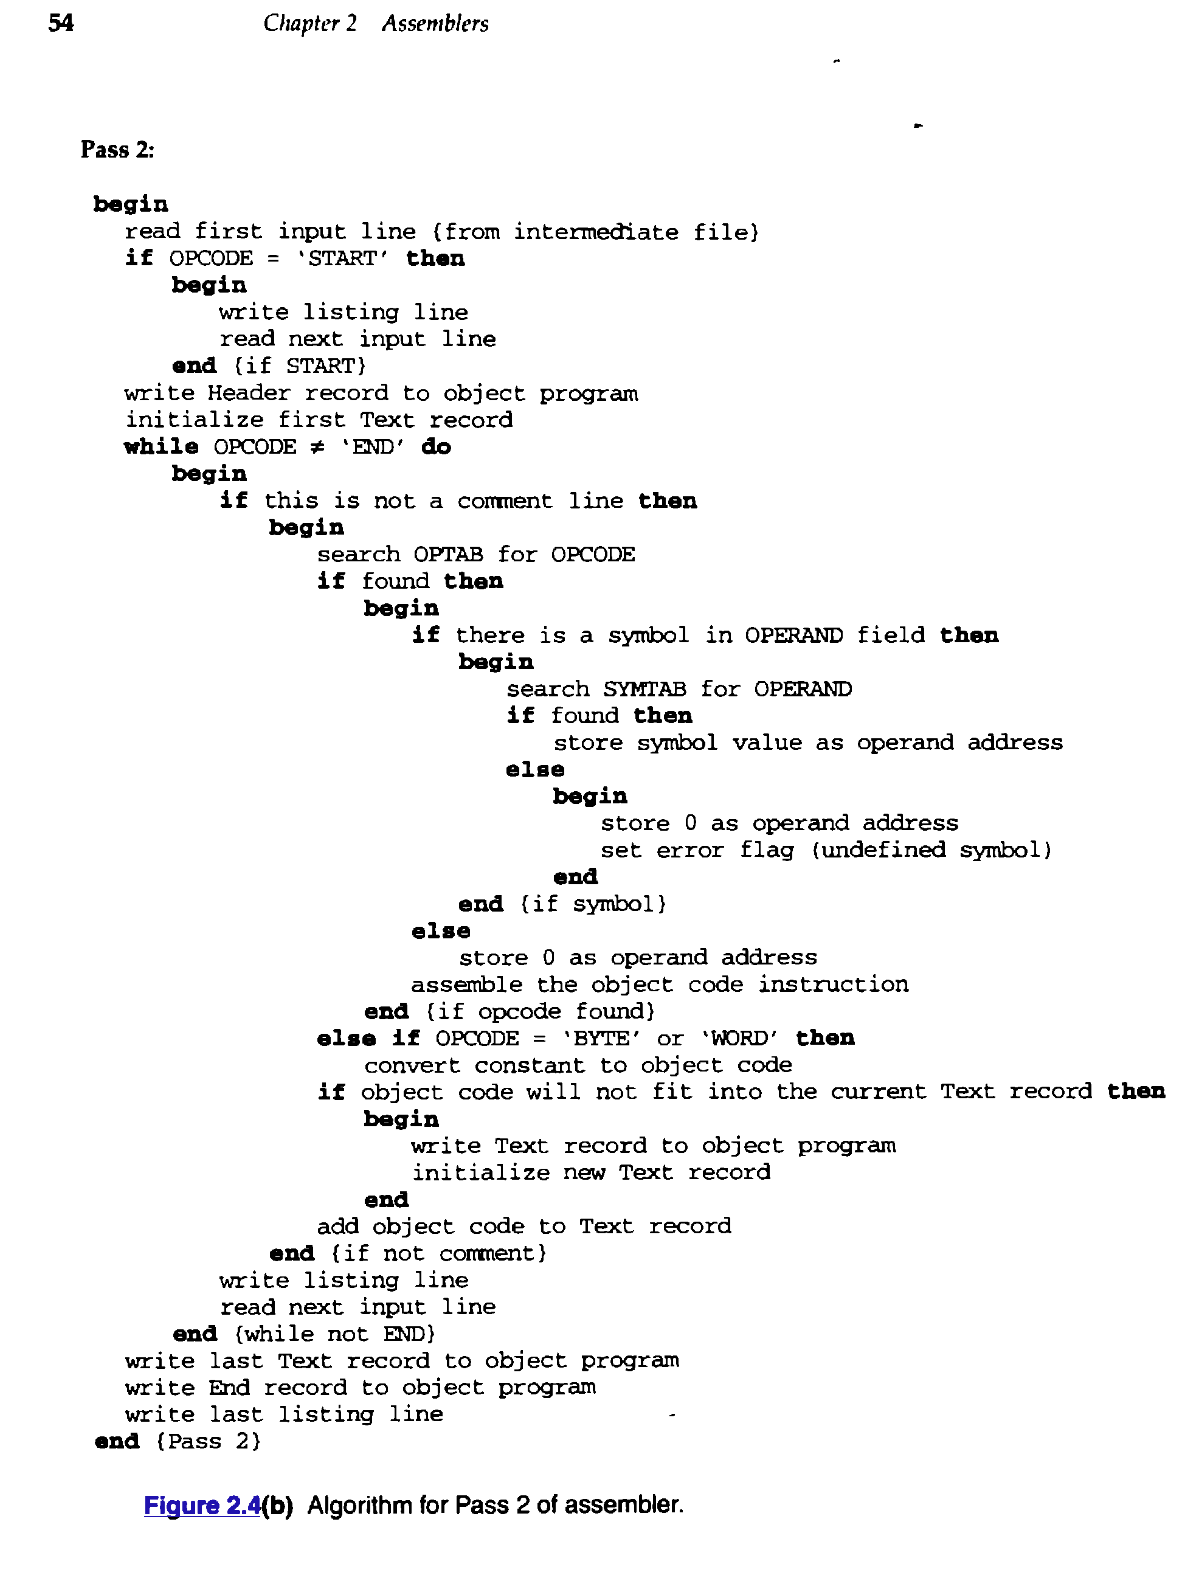 54 Chapter 2 Assemblers
Pass 2:
begin
read first input line {from intermediate file}
if OPCODE = 'START' then
begin
write listing line
read next input line
end {if START}
write Header record to object program
initialize first Text record
while OPCODE ≠ 'END' do
begin
if this is not a comment line then
begin
search OPTAB for OPCODE
if found then
begin
if there is a symbol in OPERAND field then
begin
search SYMTAB for OPERAND
if found then
store symbol value as operand address
else
begin
store 0 as operand address
set error flag (undefined symbol)
end
end {if symbol}
else
store 0 as operand address
assemble the object code instruction
end {if opcode found}
else if OPCODE = 'BYTE' or 'WORD' then
convert constant to object code
if object code will not fit into the current Text record then
begin
write Text record to object program
initialize new Text record
end
add object code to Text record
end {if not comment}
write listing line
read next input line
end {while not END}
write last Text record to object program
write End record to object program
write last listing line
end {Pass 2}
Figure 2.4(b) Algorithm for Pass 2 of assembler.